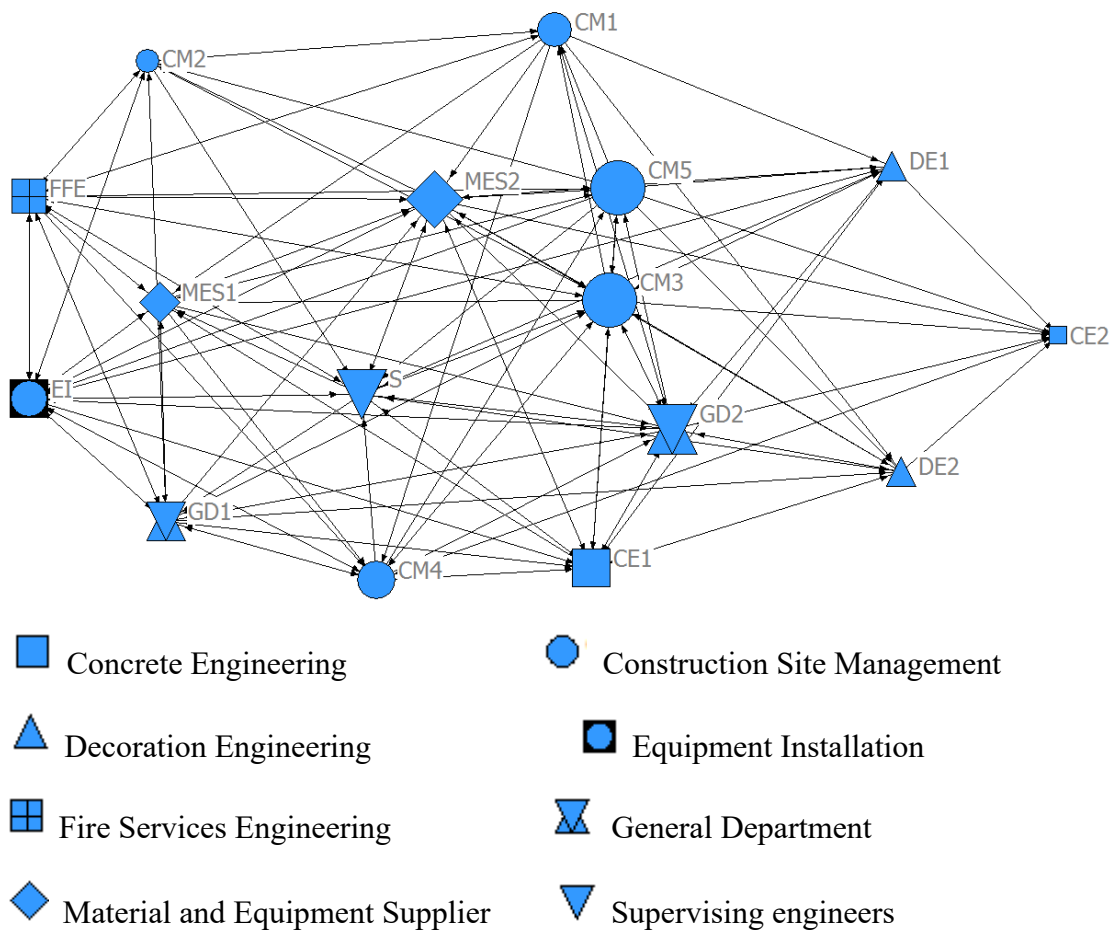 CM1
CM2
DE1
CM5
FFE
MES2
CM3
MES1
CE2
S
EI
GD2
DE2
GD1
CE1
CM4
Concrete Engineering
Construction Site Management
Decoration Engineering
Equipment Installation
Fire Services Engineering
General Department
Material and Equipment Supplier
Supervising engineers